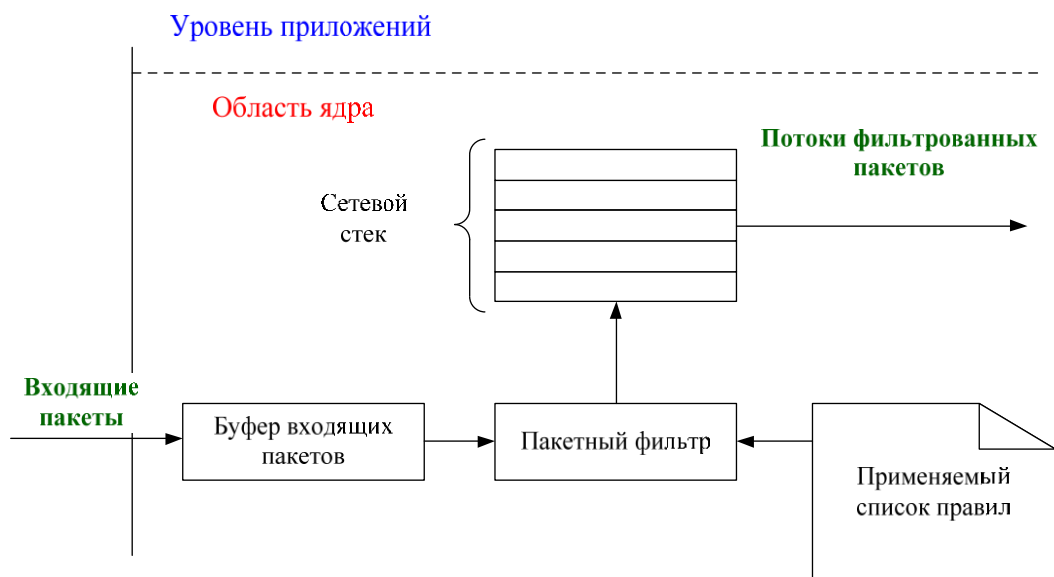 Уровень приложений
Область ядра
Потоки фильтрованных
пакетов
Сетевой
стек
Входящие
пакеты
Буфер входящих
пакетов
Пакетный фильтр
Применяемый
список правил